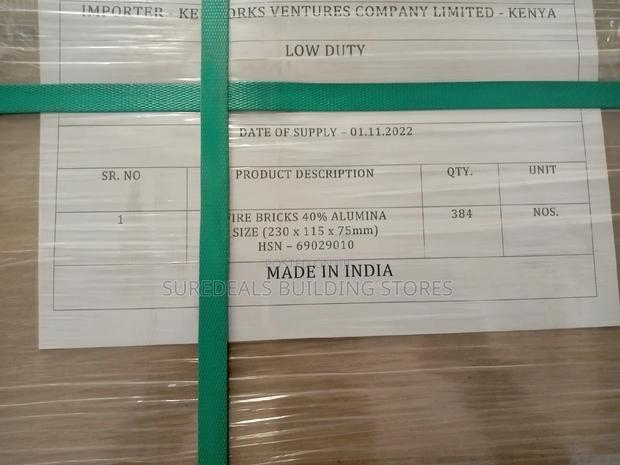 IMPORTER - VENTURES COMPANY LIMITED - KENYA
LOW DUTY
DATE OF SUPPLY – 01.11.2022
SR. NO PRODUCT DESCRIPTION QTY. UNIT
1 FIRE BRICKS 40% ALUMINA 384 NOS.
SIZE (230 x 115 x 75mm)
HSN – 69029010
MADE IN INDIA
SUREDEALS BUILDING STORES